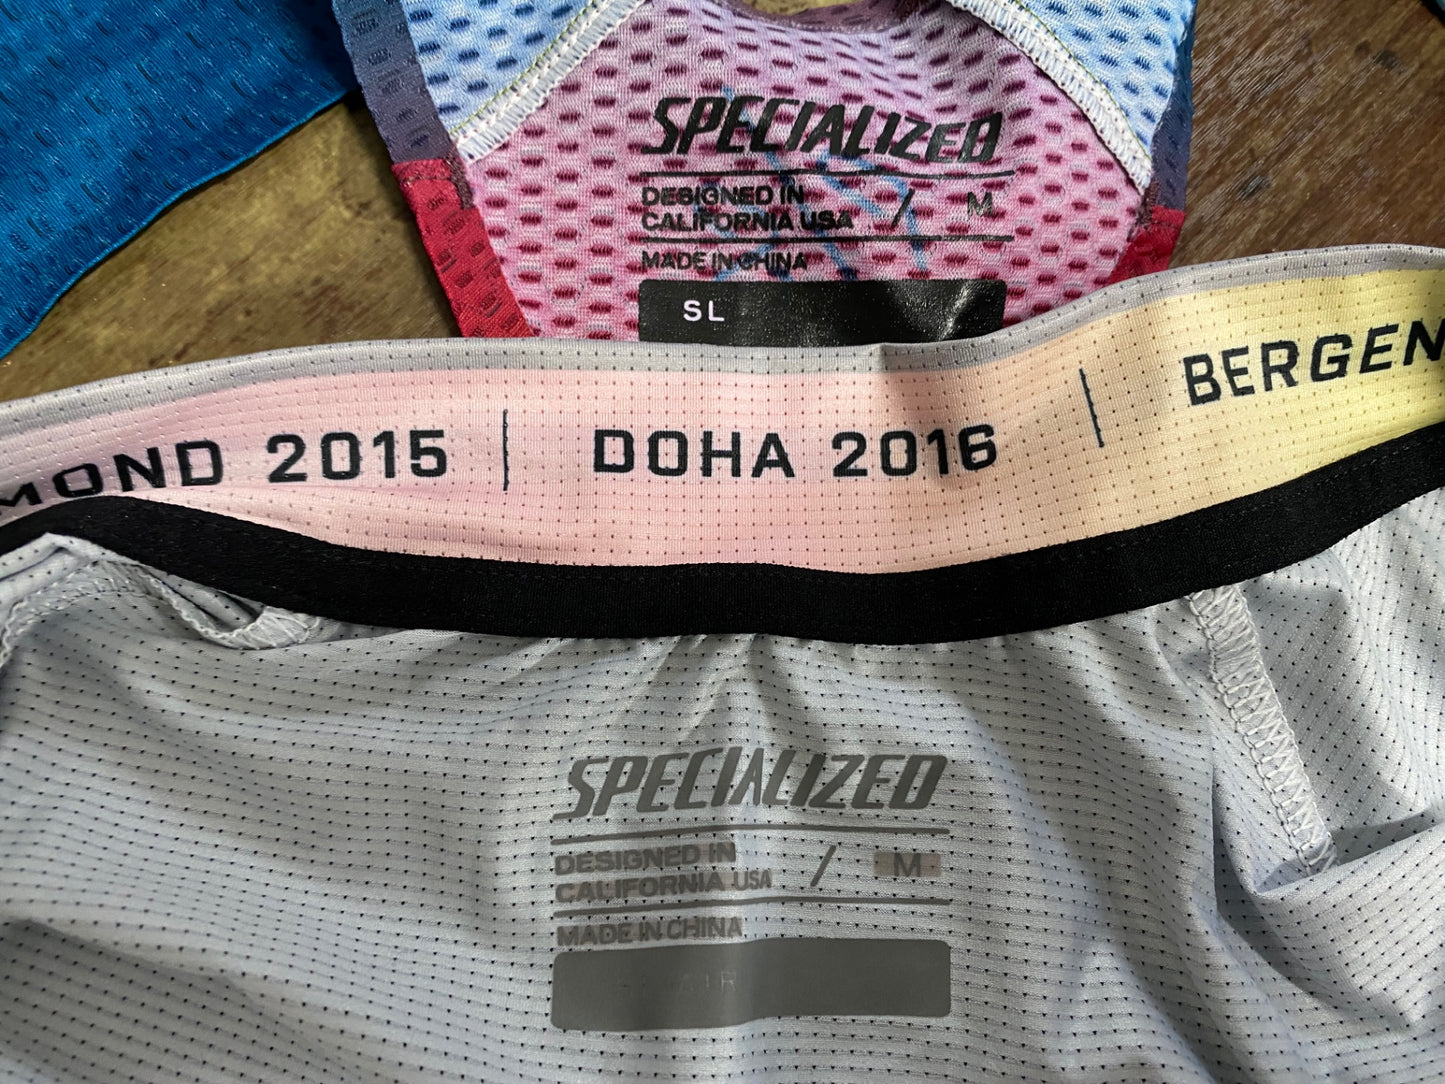 SPECIALIZED
DESIGNED IN
CALIFORNIA USA / M
MADE IN CHINA
SL
MOND 2015 | DOHA 2016 | BERGEN
SPECIALIZED
DESIGNED IN
CALIFORNIA USA / M
MADE IN CHINA
AIR